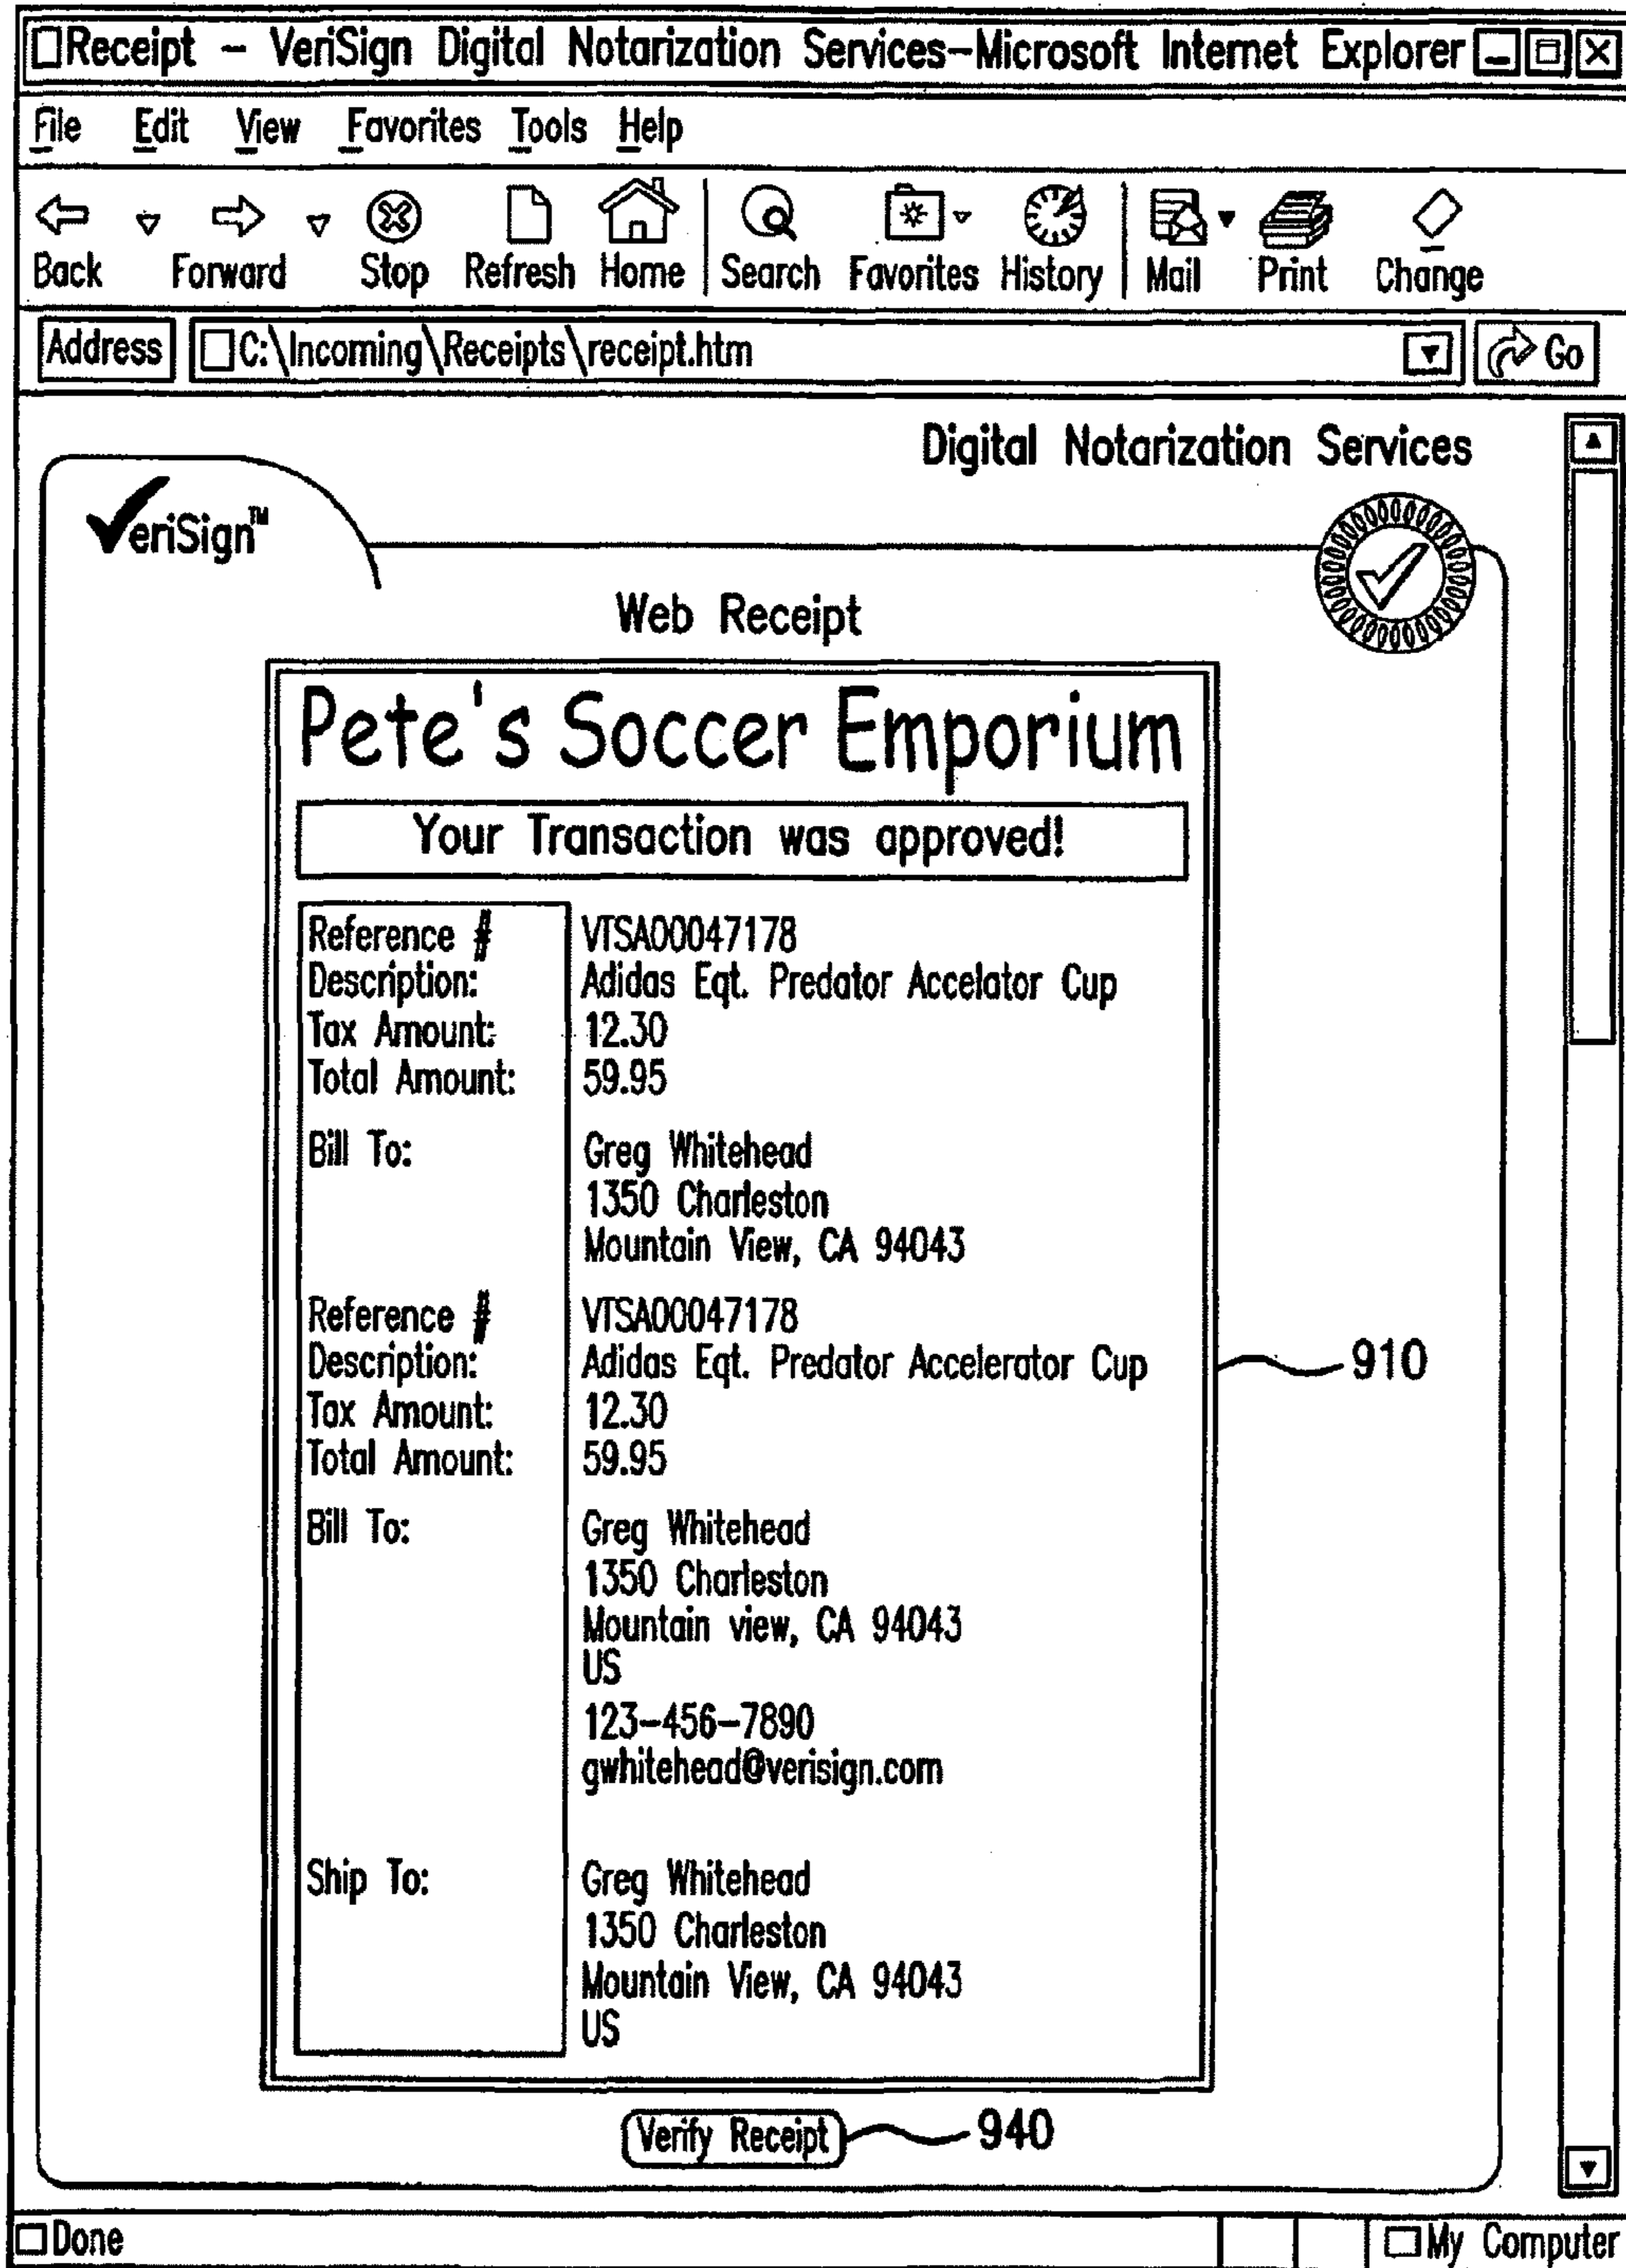 Receipt - VeriSign Digital Notarization Services-Microsoft Internet Explorer
File Edit View Favorites Tools Help
Back Forward Stop Refresh Home Search Favorites History Mail Print Change
Address C:\Incoming\Receipts\receipt.htm Go
Digital Notarization Services
VeriSign™
Web Receipt
Pete's Soccer Emporium
Your Transaction was approved!
Reference # VTSA00047178
Description: Adidas Eqt. Predator Accelator Cup
Tax Amount: 12.30
Total Amount: 59.95
Bill To: Greg Whitehead
1350 Charleston
Mountain View, CA 94043
Reference # VTSA00047178
Description: Adidas Eqt. Predator Accelerator Cup
910
Tax Amount: 12.30
Total Amount: 59.95
Bill To: Greg Whitehead
1350 Charleston
Mountain view, CA 94043
US
123-456-7890
gwhitehead@verisign.com
Ship To: Greg Whitehead
1350 Charleston
Mountain View, CA 94043
US
Verify Receipt 940
Done My Computer